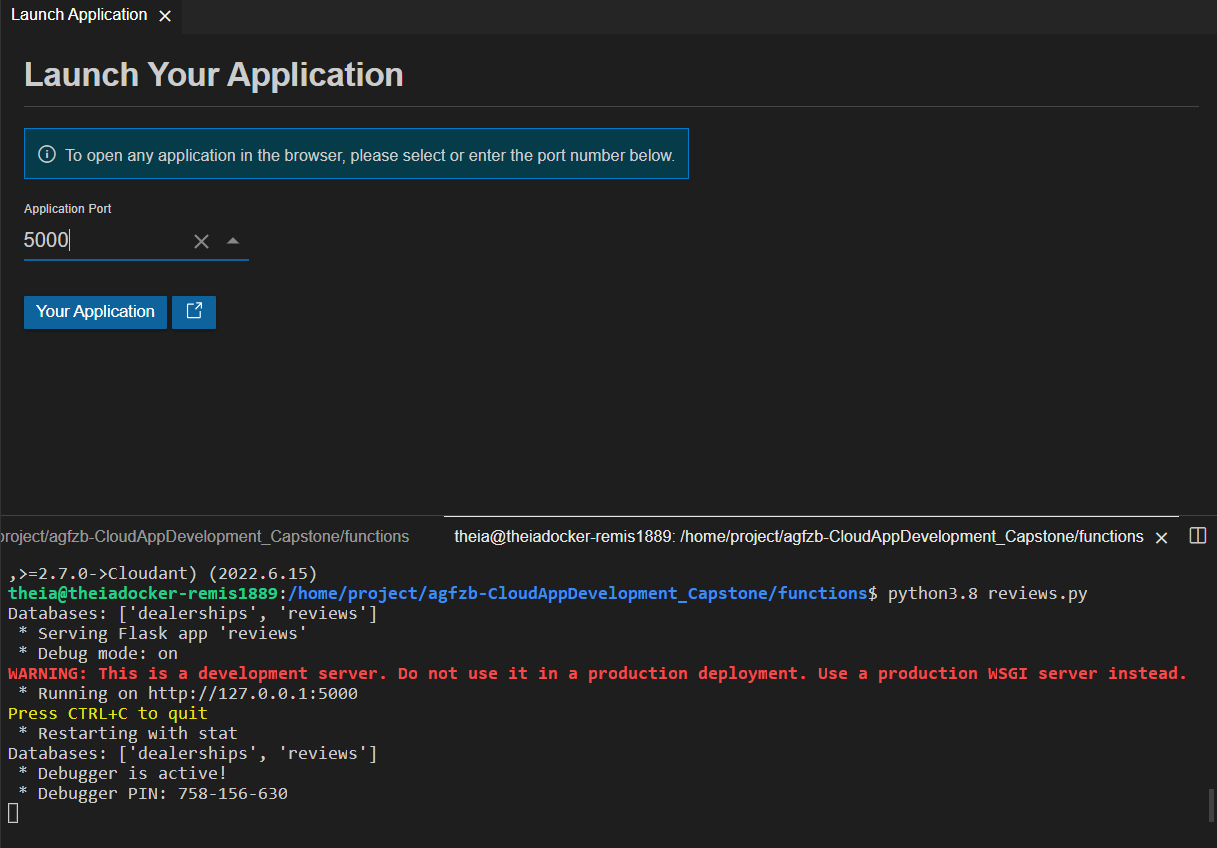 Launch Application
Launch Your Application
To open any application in the browser, please select or enter the port number below.
Application Port
5000
Your Application
project/agfzb-CloudAppDevelopment_Capstone/functions
theia@theiadocker-remis1889: /home/project/agfzb-CloudAppDevelopment_Capstone/functions
,>=2.7.0->Cloudant) (2022.6.15)
theia@theiadocker-remis1889:/home/project/agfzb-CloudAppDevelopment_Capstone/functions$ python3.8 reviews.py
Databases: ['dealerships', 'reviews']
* Serving Flask app 'reviews'
* Debug mode: on
WARNING: This is a development server. Do not use it in a production deployment. Use a production WSGI server instead.
* Running on http://127.0.0.1:5000
Press CTRL+C to quit
* Restarting with stat
Databases: ['dealerships', 'reviews']
* Debugger is active!
* Debugger PIN: 758-156-630